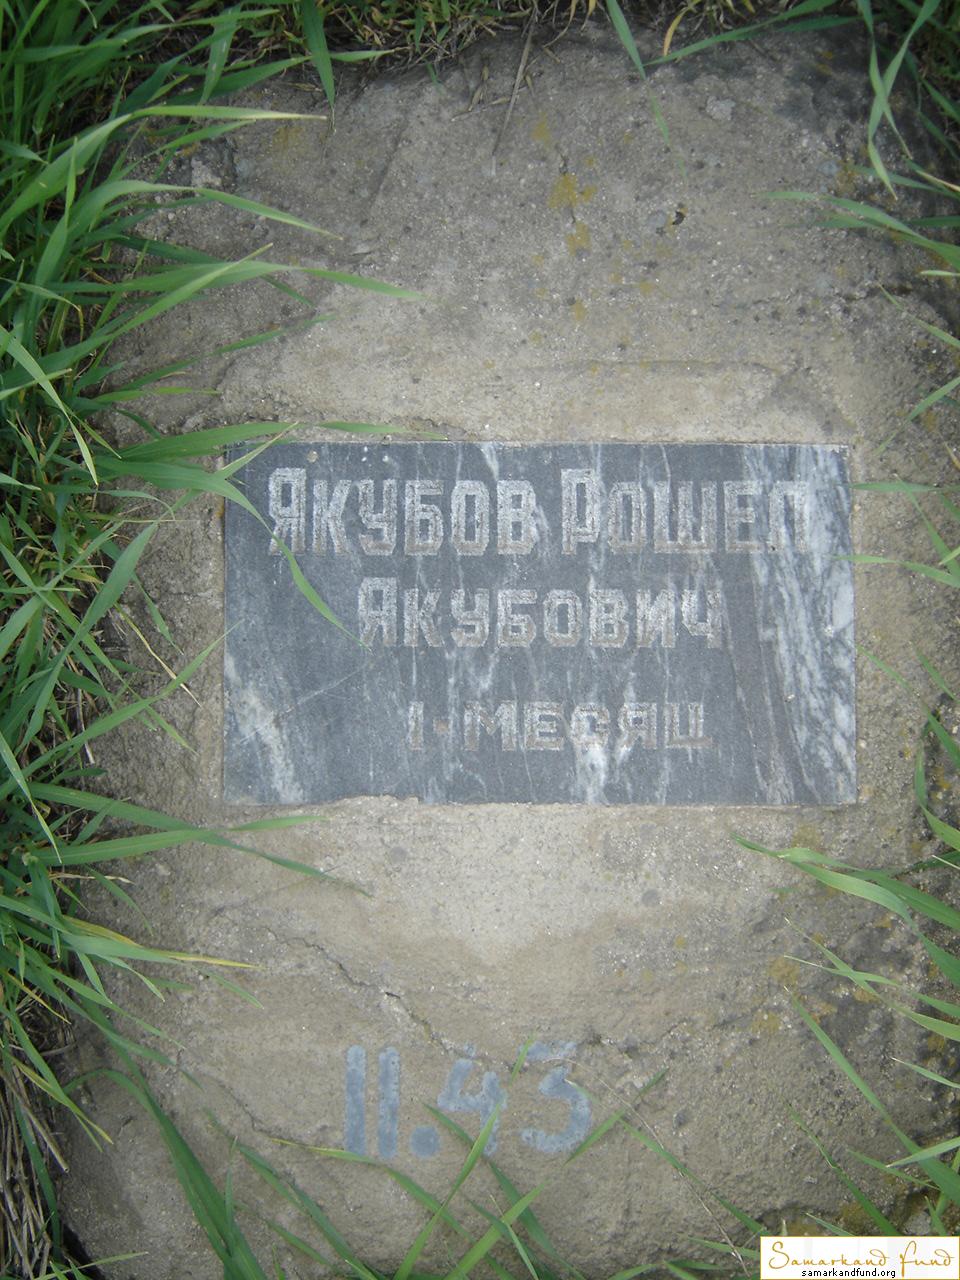 ЯКУБОВ РОШЕЛ
ЯКУБОВИЧ
1-МЕСЯЦ
11.43
Samarkand Fund
samarkandfund.org